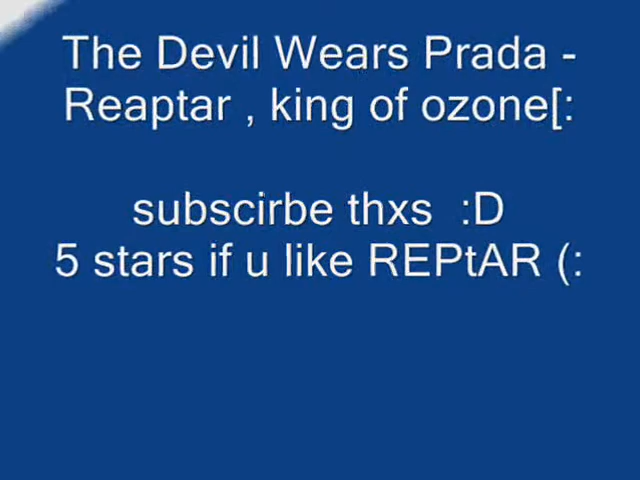 The Devil Wears Prada -
Reaptar , king of ozone[:
subscirbe thxs  :D
5 stars if u like REPtAR (: